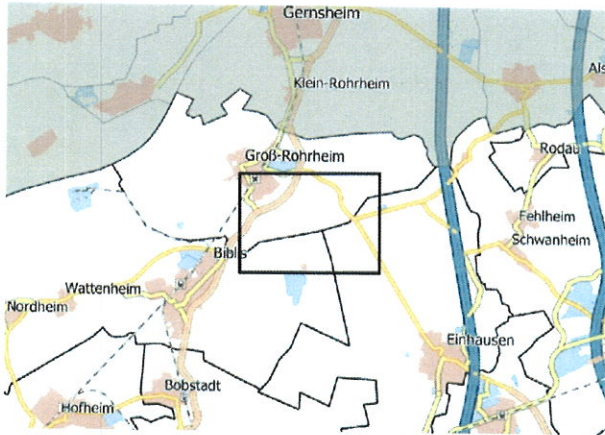 Gernsheim
Klein-Rohrheim
Als
Groß-Rohrheim
Rodau
Fehlheim
Schwanheim
Biblis
Wattenheim
Nordheim
Einhausen
Bobstadt
Hofheim